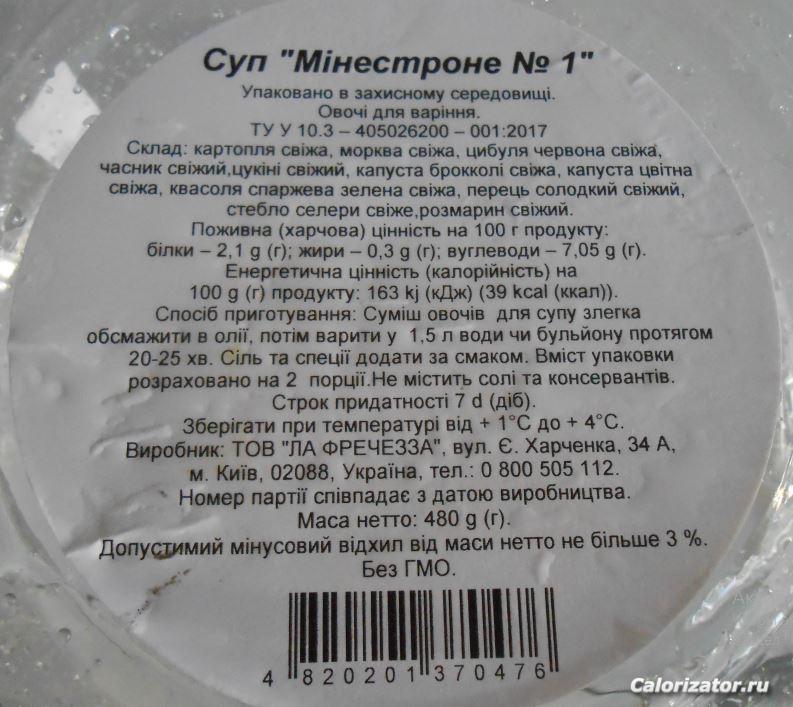 Суп "Мінестроне № 1"
Упаковано в захисному середовищі.
Овочі для варіння.
ТУ У 10.3 – 405026200 – 001:2017
Склад: картопля свіжа, морква свіжа, цибуля червона свіжа,
часник свіжий,цукіні свіжий, капуста брокколі свіжа, капуста цвітна
свіжа, квасоля спаржева зелена свіжа, перець солодкий свіжий,
стебло селери свіже,розмарин свіжий.
Поживна (харчова) цінність на 100 г продукту:
білки – 2,1 g (г); жири – 0,3 g (г); вуглеводи – 7,05 g (г).
Енергетична цінність (калорійність) на
100 g (г) продукту: 163 kj (кДж) (39 kcal (ккал)).
Спосіб приготування: Суміш овочів для супу злегка
обсмажити в олії, потім варити у 1,5 л води чи бульйону протягом
20-25 хв. Сіль та спеції додати за смаком. Вміст упаковки
розраховано на 2 порції.Не містить солі та консервантів.
Строк придатності 7 d (діб).
Зберігати при температурі від + 1°C до + 4°C.
Виробник: ТОВ "ЛА ФРЕЧЕЗЗА", вул. Є. Харченка, 34 А,
м. Київ, 02088, Україна, тел.: 0 800 505 112.
Номер партії співпадає з датою виробництва.
Маса нетто: 480 g (г).
Допустимий мінусовий відхил від маси нетто не більше 3 %.
Без ГМО.
4 820201 370476
Calorizator.ru